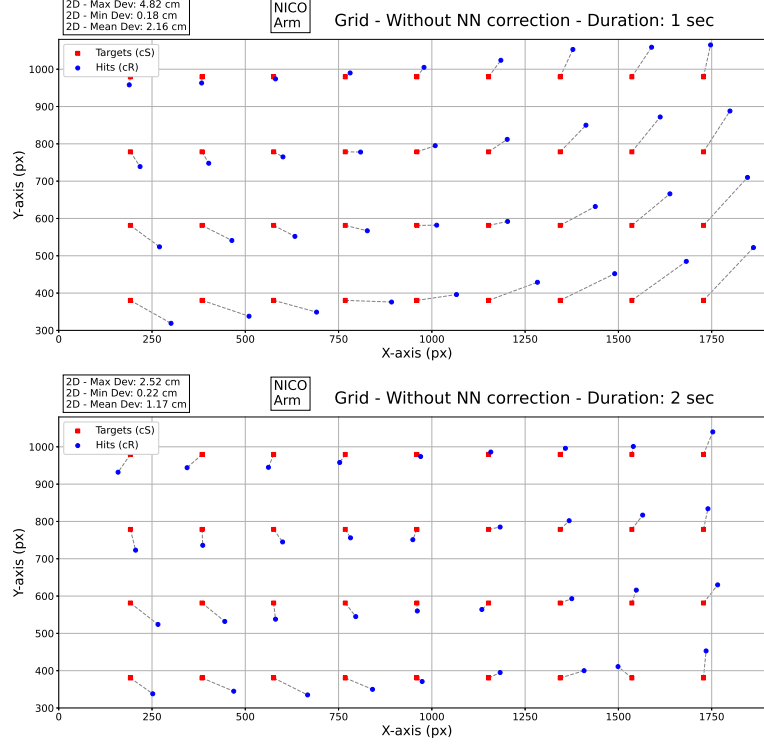 2D - Max Dev: 4.82 cm
2D - Min Dev: 0.18 cm
2D - Mean Dev: 2.16 cm
NICO
Arm
Grid - Without NN correction - Duration: 1 sec
Targets (cS)
Hits (cR)
Y-axis (px)
1000
900
800
700
600
500
400
300
0
250
500
750
1000
1250
1500
1750
X-axis (px)
2D - Max Dev: 2.52 cm
2D - Min Dev: 0.22 cm
2D - Mean Dev: 1.17 cm
NICO
Arm
Grid - Without NN correction - Duration: 2 sec
Targets (cS)
Hits (cR)
Y-axis (px)
1000
900
800
700
600
500
400
300
0
250
500
750
1000
1250
1500
1750
X-axis (px)